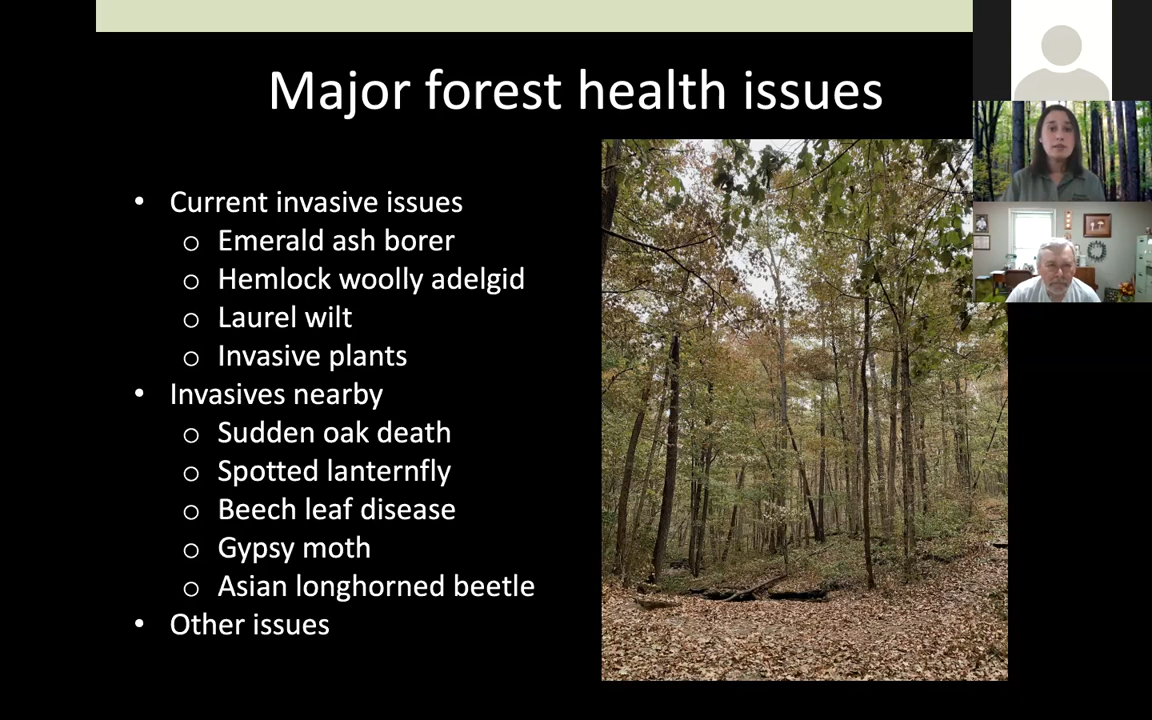 Major forest health issues
• Current invasive issues
o Emerald ash borer
o Hemlock woolly adelgid
o Laurel wilt
o Invasive plants
• Invasives nearby
o Sudden oak death
o Spotted lanternfly
o Beech leaf disease
o Gypsy moth
o Asian longhorned beetle
• Other issues